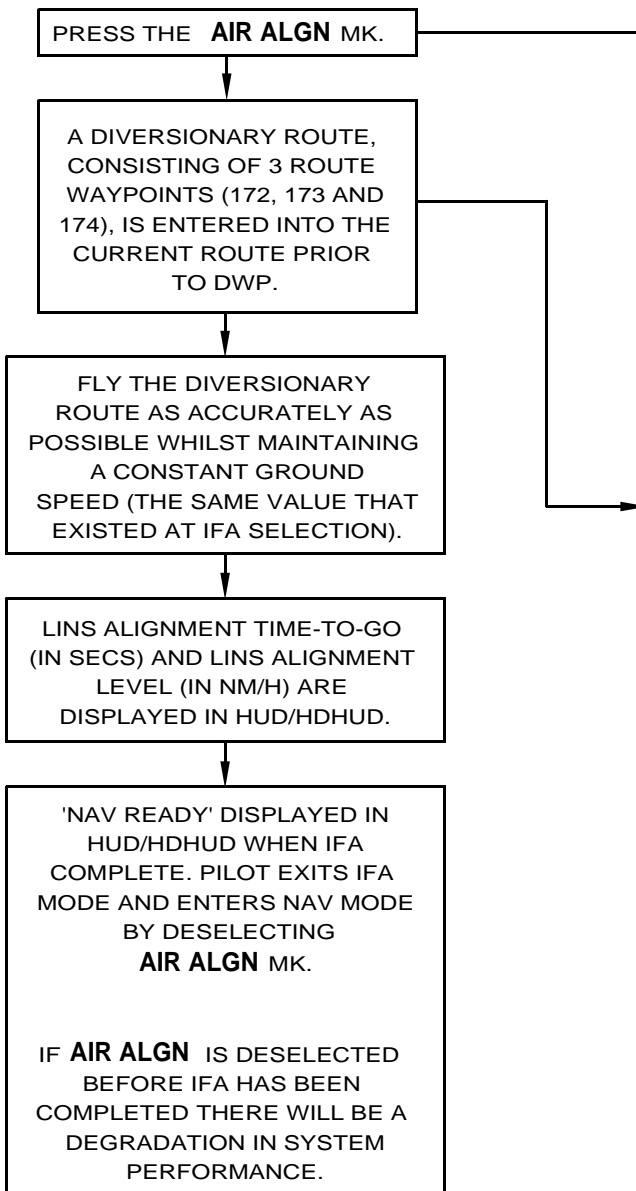 PRESS THE AIR ALGN MK.
A DIVERSIONARY ROUTE,
CONSISTING OF 3 ROUTE
WAYPOINTS (172, 173 AND
174), IS ENTERED INTO THE
CURRENT ROUTE PRIOR
TO DWP.
FLY THE DIVERSIONARY
ROUTE AS ACCURATELY AS
POSSIBLE WHILST MAINTAINING
A CONSTANT GROUND
SPEED (THE SAME VALUE THAT
EXISTED AT IFA SELECTION).
LINS ALIGNMENT TIME-TO-GO
(IN SECS) AND LINS ALIGNMENT
LEVEL (IN NM/H) ARE
DISPLAYED IN HUD/HDHUD.
'NAV READY' DISPLAYED IN
HUD/HDHUD WHEN IFA
COMPLETE. PILOT EXITS IFA
MODE AND ENTERS NAV MODE
BY DESELECTING
AIR ALGN MK.
IF AIR ALGN IS DESELECTED
BEFORE IFA HAS BEEN
COMPLETED THERE WILL BE A
DEGRADATION IN SYSTEM
PERFORMANCE.